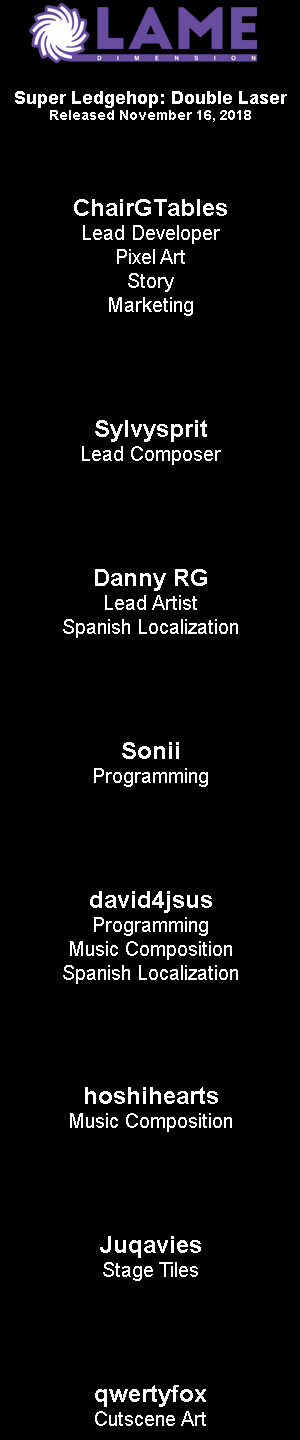 LAME
DIMENSION
Super Ledgehop: Double Laser
Released November 16, 2018
ChairGTables
Lead Developer
Pixel Art
Story
Marketing
Sylvysprit
Lead Composer
Danny RG
Lead Artist
Spanish Localization
Sonii
Programming
david4jsus
Programming
Music Composition
Spanish Localization
hoshihearts
Music Composition
Juqavies
Stage Tiles
qwertyfox
Cutscene Art